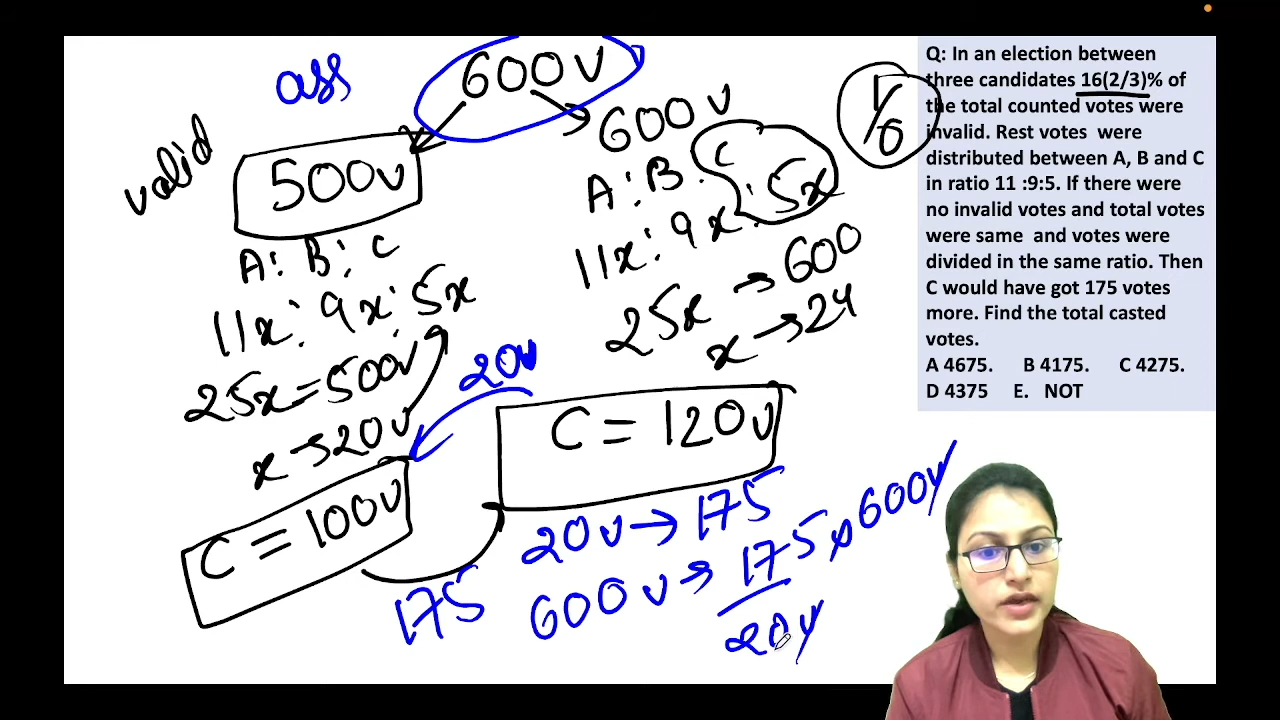 ass
600v
valid
500v
A : B : C
11x : 9x : 5x
25x = 500v
x → 20v
C = 100v
600v
A : B : C
11x : 9x : 5x
25x → 600
x → 24
20v
C = 120v
175
20v → 175
600v → 175 x 600v
20v
1/6
Q: In an election between
three candidates 16(2/3)% of
the total counted votes were
invalid. Rest votes were
distributed between A, B and C
in ratio 11 :9:5. If there were
no invalid votes and total votes
were same and votes were
divided in the same ratio. Then
C would have got 175 votes
more. Find the total casted
votes.
A 4675. B 4175. C 4275.
D 4375 E. NOT